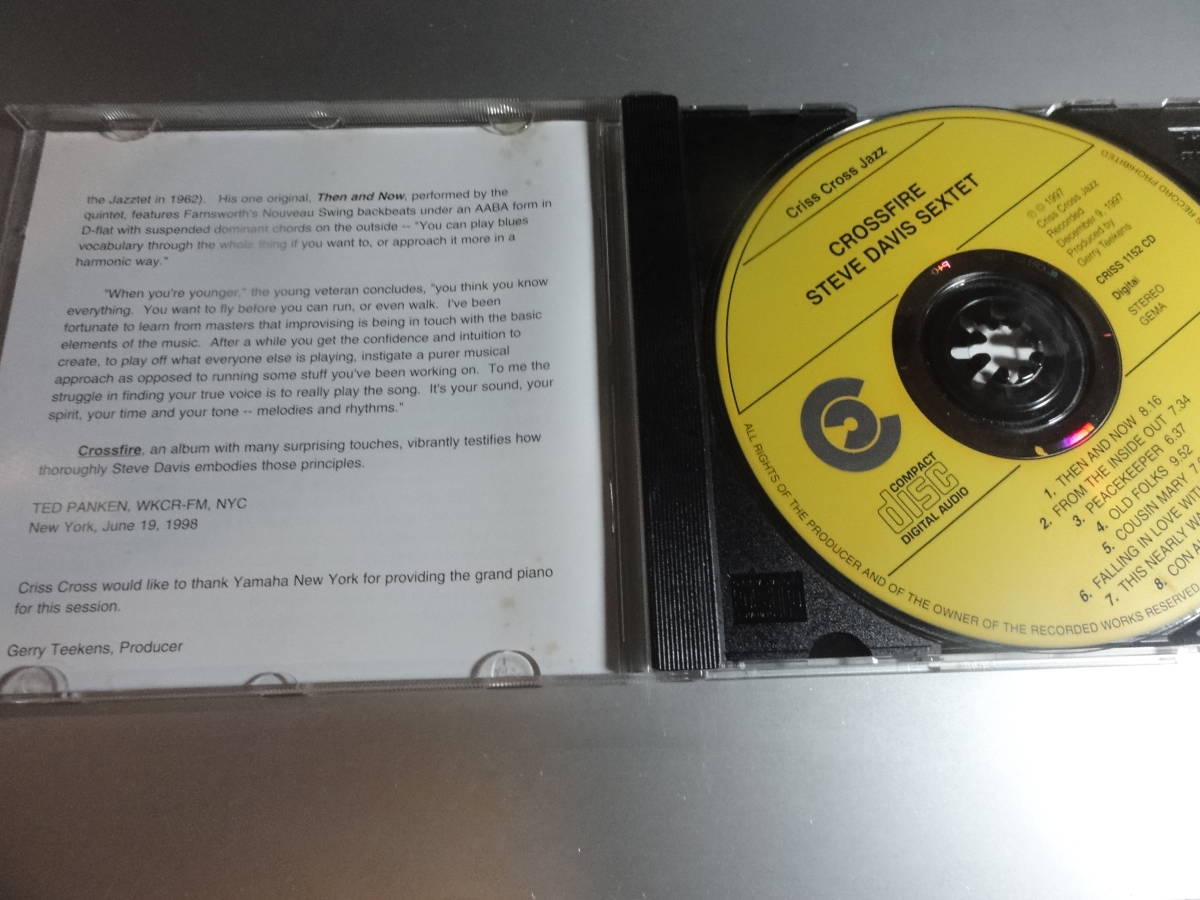 the Jazztet in 1962). His one original, Then and Now, performed by the
quintet, features Farnsworth's Nouveau Swing backbeats under an AABA form in
D-flat with suspended dominant chords on the outside -- "You can play blues
vocabulary through the whole thing if you want to, or approach it more in a
harmonic way."
"When you're younger," the young veteran concludes, "you think you know
everything. You want to fly before you can run, or even walk. I've been
fortunate to learn from masters that improvising is being in touch with the basic
elements of the music. After a while you get the confidence and intuition to
create, to play off what everyone else is playing, instigate a purer musical
approach as opposed to running some stuff you've been working on. To me the
struggle in finding your true voice is to really play the song. It's your sound, your
spirit, your time and your tone -- melodies and rhythms."
Crossfire, an album with many surprising touches, vibrantly testifies how
thoroughly Steve Davis embodies those principles.
TED PANKEN, WKCR-FM, NYC
New York, June 19, 1998
Criss Cross would like to thank Yamaha New York for providing the grand piano
for this session.
Gerry Teekens, Producer
Criss Cross Jazz
CROSSFIRE
STEVE DAVIS SEXTET
℗ © 1997
Criss Cross Jazz
Recorded
December 9, 1997
Produced by
Gerry Teekens
CRISS 1152 CD
Digital
STEREO
GEMA
COMPACT
disc
DIGITAL AUDIO
1. THEN AND NOW 8.16
2. FROM THE INSIDE OUT 7.34
3. PEACEKEEPER 6.37
4. OLD FOLKS 9.52
5. COUSIN MARY
6. FALLING IN LOVE
7. THIS NEARLY
8. CON
ALL RIGHTS OF THE PRODUCER AND OF THE OWNER OF THE RECORDED WORKS RESERVED
RECORD PROHIBITED